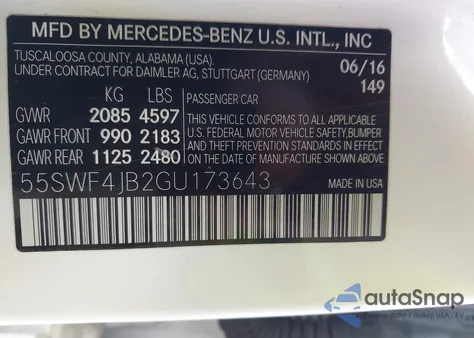 MFD BY MERCEDES-BENZ U.S. INTL., INC
TUSCALOOSA COUNTY, ALABAMA (USA)
UNDER CONTRACT FOR DAIMLER AG, STUTTGART (GERMANY)
06/16
149
KG LBS
GVWR 2085 4597
GAWR FRONT 990 2183
GAWR REAR 1125 2480
PASSENGER CAR
THIS VEHICLE CONFORMS TO ALL APPLICABLE
U.S. FEDERAL MOTOR VEHICLE SAFETY,BUMPER
AND THEFT PREVENTION STANDARDS IN EFFECT
ON THE DATE OF MANUFACTURE SHOWN ABOVE.
55SWF4JB2GU173643
autoSnap